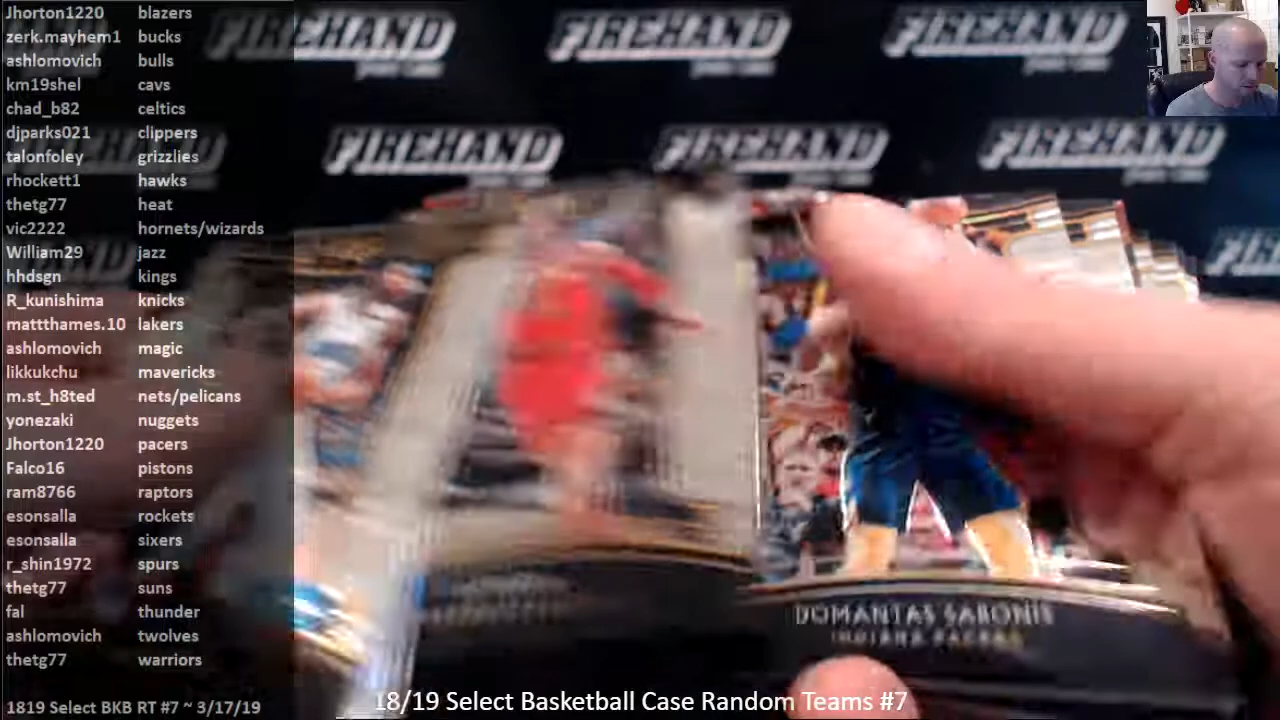 Jhorton1220 blazers
zerk.mayhem1 bucks
ashlomovich bulls
km19shel cavs
chad_b82 celtics
djparks021 clippers
talonfoley grizzlies
rhockett1 hawks
thetg77 heat
vic2222 hornets/wizards
William29 jazz
hhdsgn kings
R_kunishima knicks
mattthames.10 lakers
ashlomovich magic
likkukchu mavericks
m.st_h8ted nets/pelicans
yonezaki nuggets
Jhorton1220 pacers
Falco16 pistons
ram8766 raptors
esonsalla rockets
esonsalla sixers
r_shin1972 spurs
thetg77 suns
fal thunder
ashlomovich twolves
thetg77 warriors
1819 Select BKB RT #7 ~ 3/17/19
FIREHAND FIREHAND FIREHAND
FIREHAND FIREHAND FIREHAND
DOMANTAS SABONIS
INDIANA PACERS
18/19 Select Basketball Case Random Teams #7